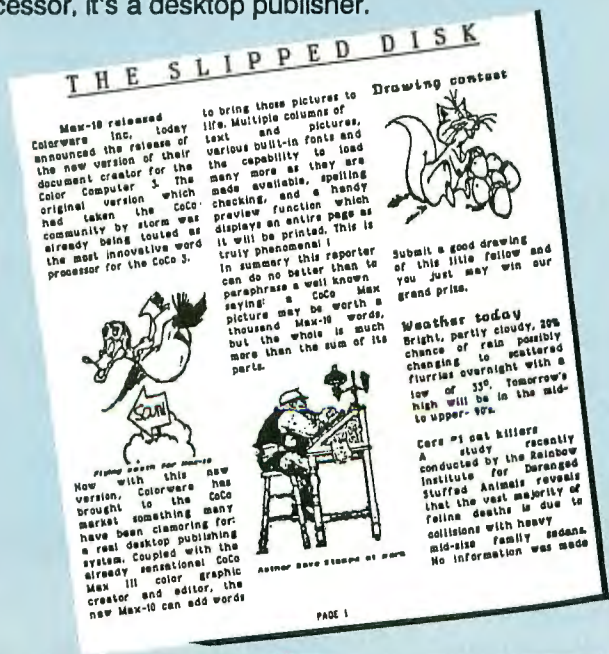 cessor, it's a desktop publisher.
THE SLIPPED DISK
Max-10 released
Colorware Inc. today
announced the release of
the new version of their
document creator for the
Color Computer 3. The
original version which
had taken the CoCo
community by storm was
already being touted as
the most innovative word
processor for the CoCo 3.
SOUTH
Flying south for
Now with this new
version, Colorware has
brought to the CoCo
market something many
have been clamoring for:
a real desktop publishing
system. Coupled with the
already sensational CoCo
Max III color graphic
creator and editor, the
new Max-10 can add words
to bring those pictures to
life. Multiple columns of
text and pictures,
various built-in fonts and
the capability to load
many more as they are
made available, spelling
checking, and a handy
preview function which
displays an entire page as
it will be printed. This is
truly phenomenal !
In summary this reporter
can do no better than to
paraphrase a well known
saying: a CoCo Max
picture may be worth a
thousand Max-10 words,
but the whole is much
more than the sum of its
parts.
Author Dave Stamps at work
Drawing contest
Submit a good drawing
of this little fellow and
you just may win our
grand prize.
Weather today
Bright, partly cloudy, 20%
chance of rain possibly
changing to scattered
flurries overnight with a
low of 33º. Tomorrow's
high will be in the mid-
to upper- 90's.
Cars #1 cat killers
A study recently
conducted by the Rainbow
Institute for Deranged
Stuffed Animals reveals
that the vast majority of
feline deaths is due to
collisions with heavy
mid-size family sedans.
No information was made
PAGE 1